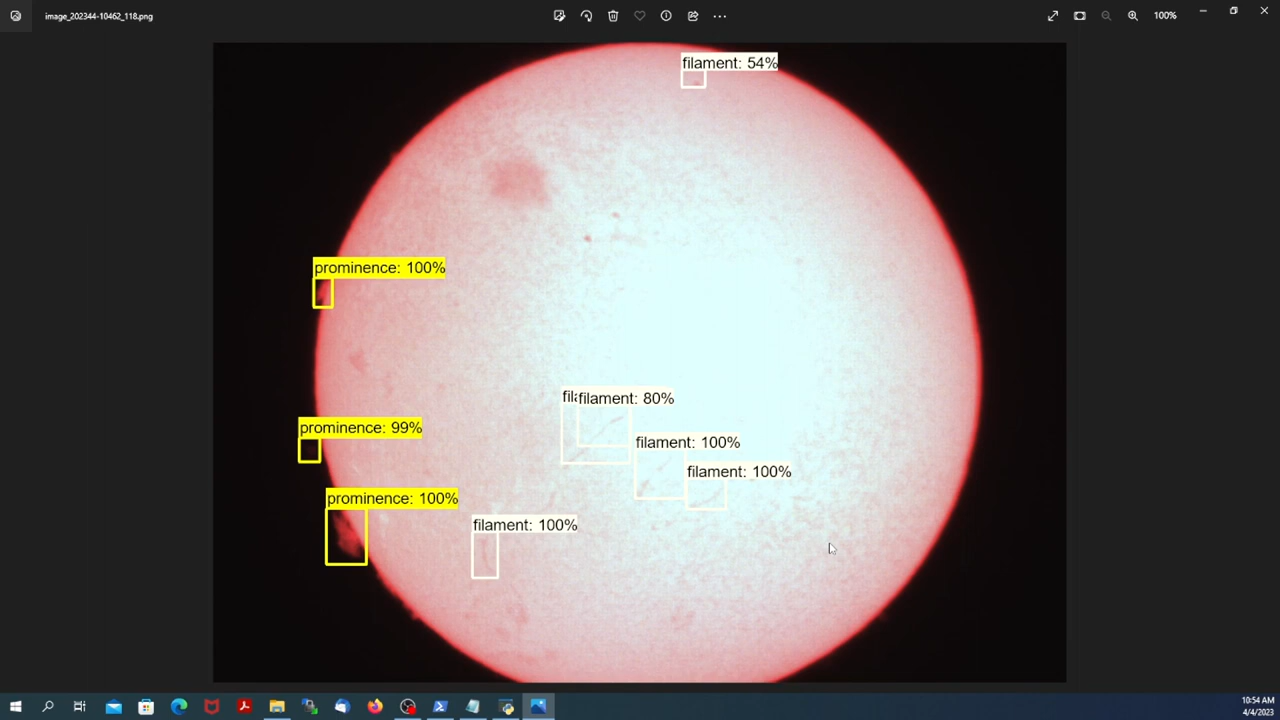 image_202344-10462_118.png
100%
filament: 54%
prominence: 100%
filament: 80%
prominence: 99%
filament: 100%
filament: 100%
prominence: 100%
filament: 100%
10:54 AM
4/4/2023